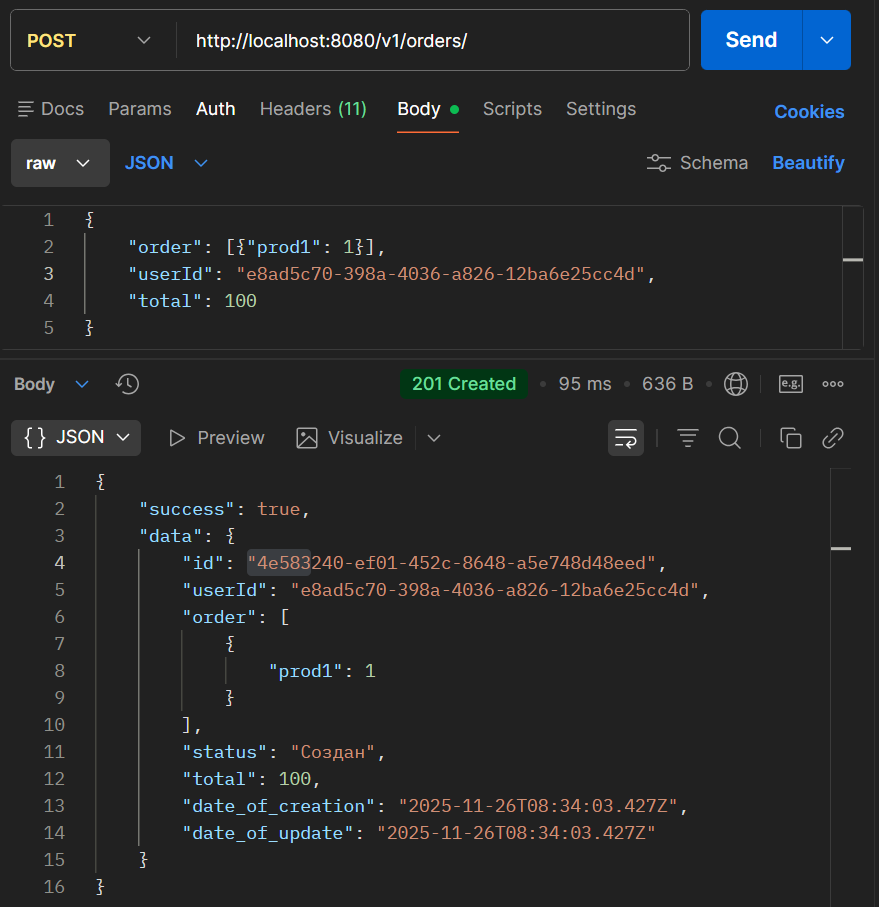 POST http://localhost:8080/v1/orders/ Send
Docs Params Auth Headers (11) Body Scripts Settings Cookies
raw JSON Schema Beautify
1 {
2 "order": [{"prod1": 1}],
3 "userId": "e8ad5c70-398a-4036-a826-12ba6e25cc4d",
4 "total": 100
5 }
Body 201 Created 95 ms 636 B e.g.
{} JSON Preview Visualize
1 {
2 "success": true,
3 "data": {
4 "id": "4e583240-ef01-452c-8648-a5e748d48eed",
5 "userId": "e8ad5c70-398a-4036-a826-12ba6e25cc4d",
6 "order": [
7 {
8 "prod1": 1
9 }
10 ],
11 "status": "Создан",
12 "total": 100,
13 "date_of_creation": "2025-11-26T08:34:03.427Z",
14 "date_of_update": "2025-11-26T08:34:03.427Z"
15 }
16 }